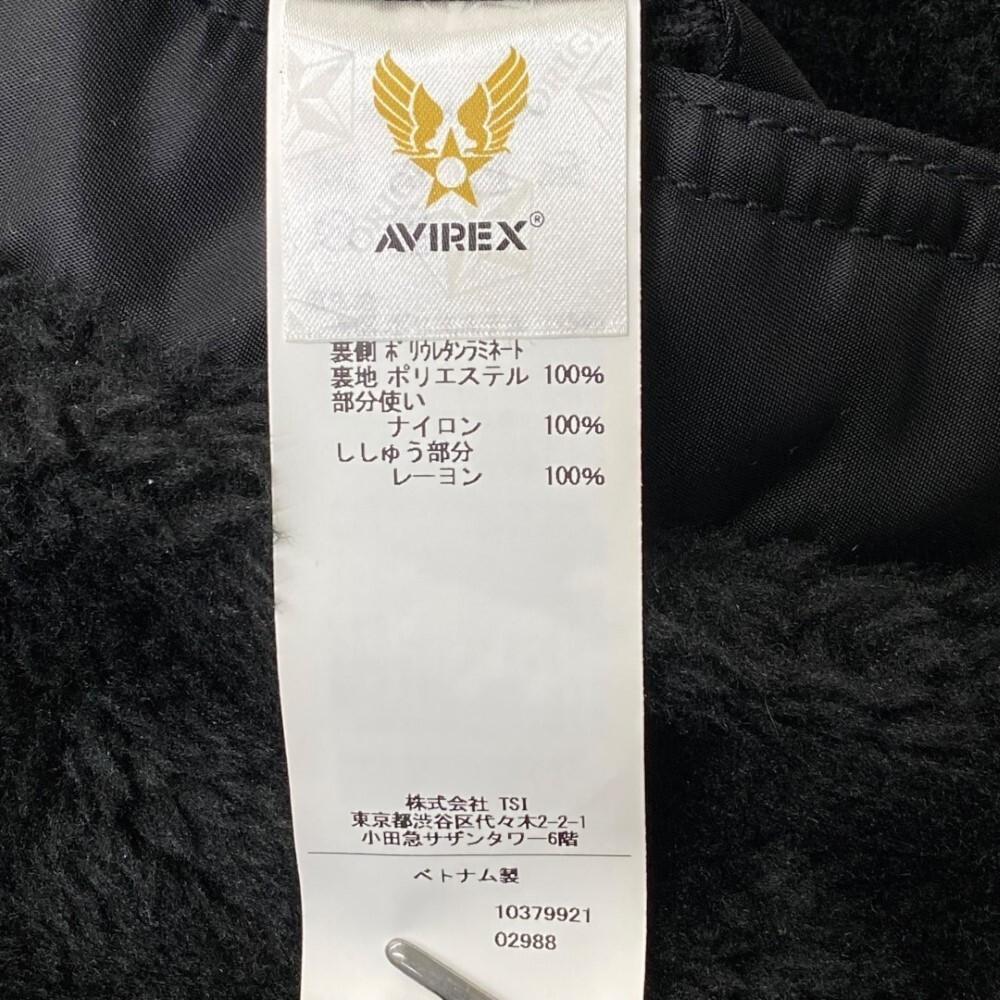 AVIREX®
裏側 ポリウレタンラミネート
裏地 ポリエステル 100%
部分使い
ナイロン 100%
ししゅう部分
レーヨン 100%
株式会社 TSI
東京都渋谷区代々木2-2-1
小田急サザンタワー6階
ベトナム製
10379921
02988